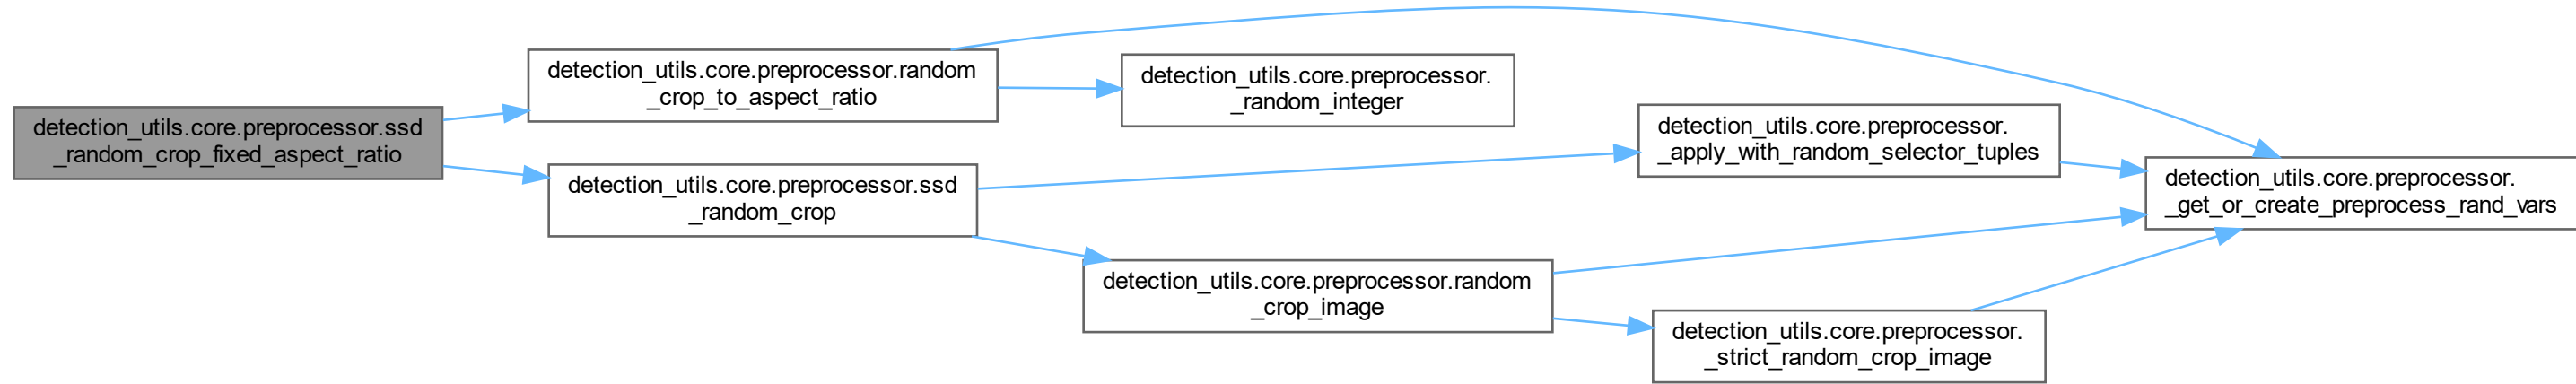 detection_utils.core.preprocessor.ssd
_random_crop_fixed_aspect_ratio
detection_utils.core.preprocessor.random
_crop_to_aspect_ratio
detection_utils.core.preprocessor.
_random_integer
detection_utils.core.preprocessor.ssd
_random_crop
detection_utils.core.preprocessor.
_apply_with_random_selector_tuples
detection_utils.core.preprocessor.
_get_or_create_preprocess_rand_vars
detection_utils.core.preprocessor.random
_crop_image
detection_utils.core.preprocessor.
_strict_random_crop_image